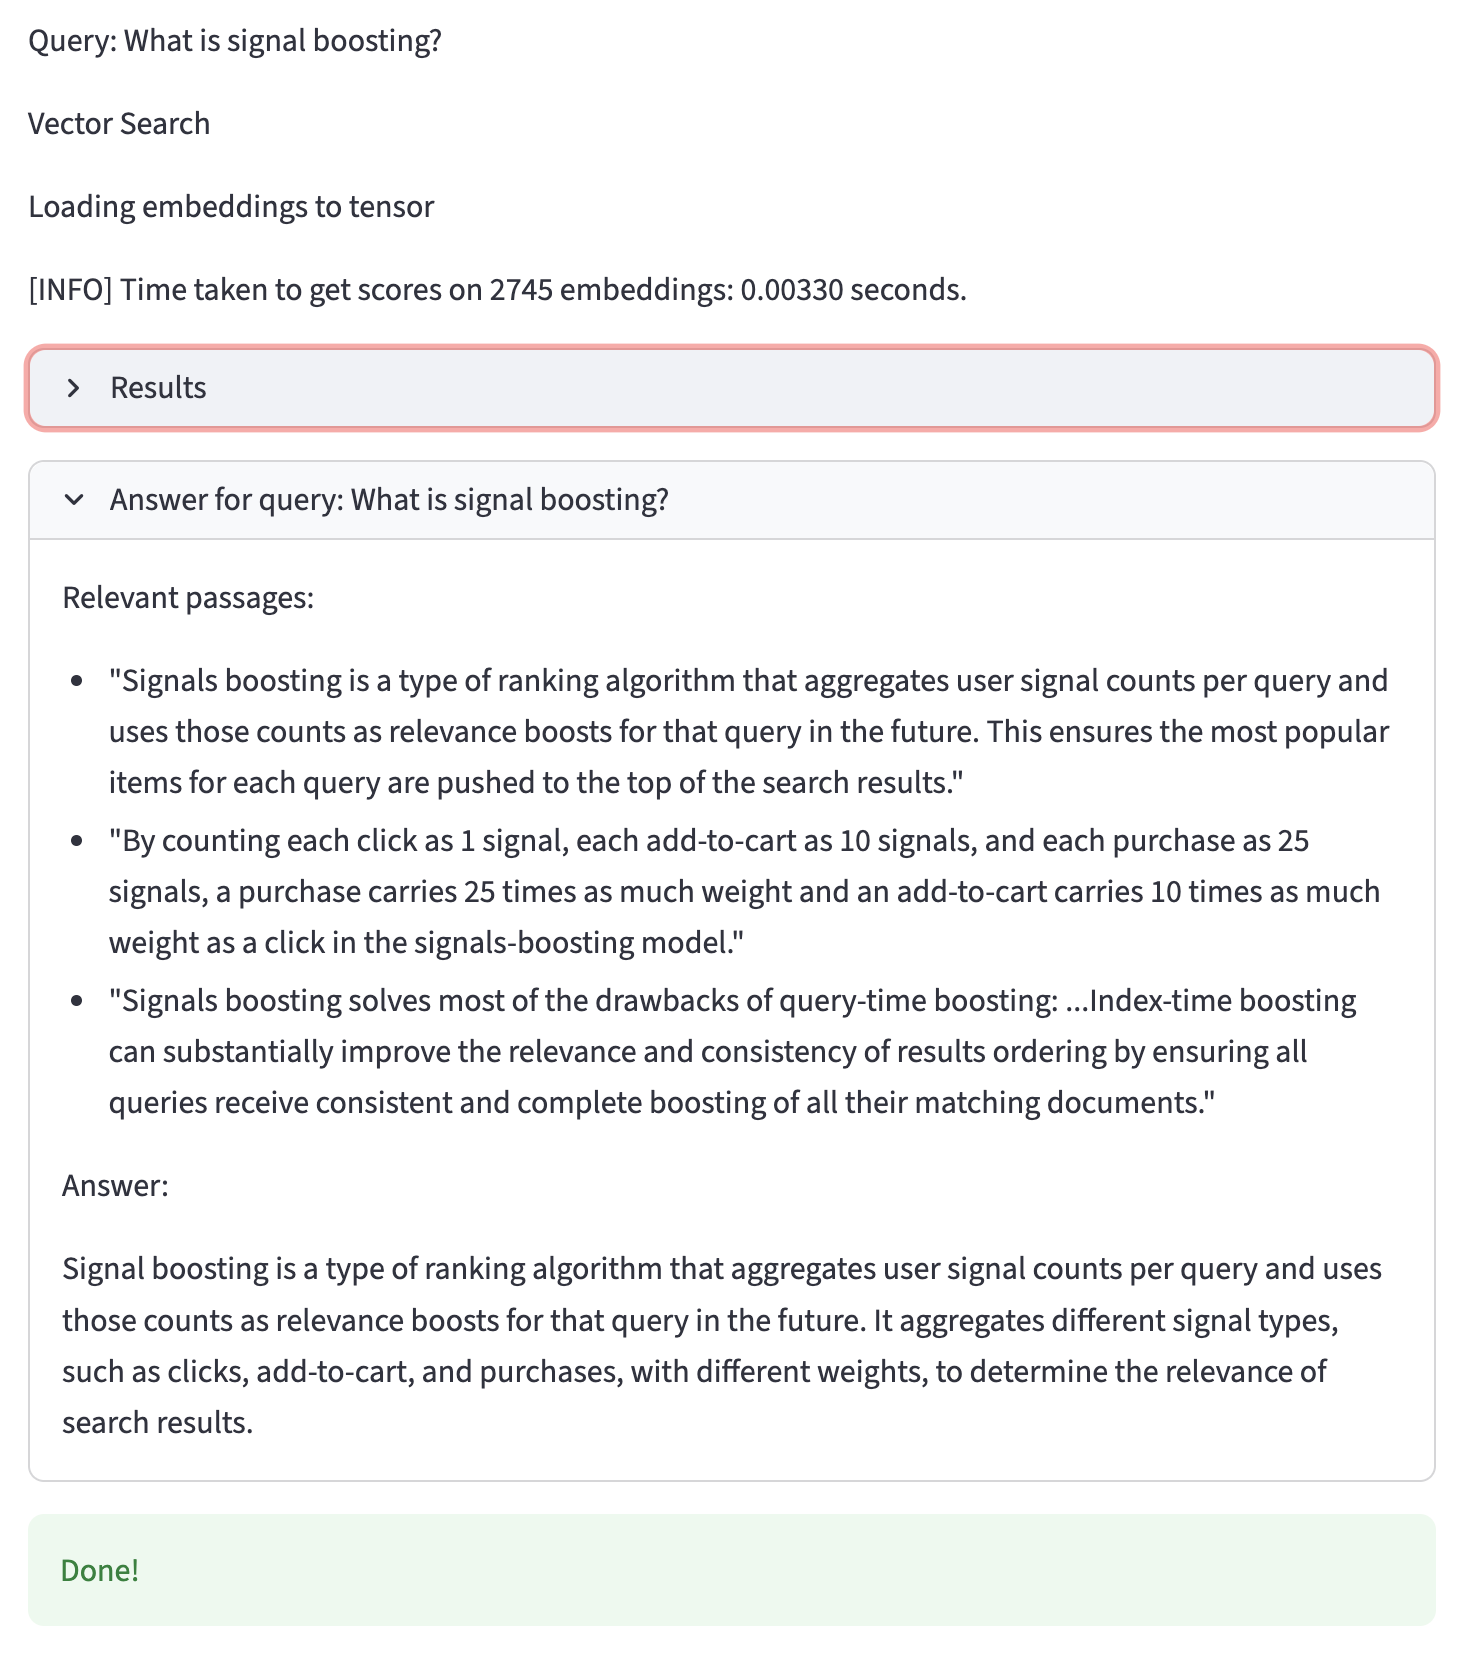 Query: What is signal boosting?
Vector Search
Loading embeddings to tensor
[INFO] Time taken to get scores on 2745 embeddings: 0.00330 seconds.
Results
Answer for query: What is signal boosting?
Relevant passages:
• "Signals boosting is a type of ranking algorithm that aggregates user signal counts per query and
uses those counts as relevance boosts for that query in the future. This ensures the most popular
items for each query are pushed to the top of the search results."
• "By counting each click as 1 signal, each add-to-cart as 10 signals, and each purchase as 25
signals, a purchase carries 25 times as much weight and an add-to-cart carries 10 times as much
weight as a click in the signals-boosting model."
• "Signals boosting solves most of the drawbacks of query-time boosting: ...Index-time boosting
can substantially improve the relevance and consistency of results ordering by ensuring all
queries receive consistent and complete boosting of all their matching documents."
Answer:
Signal boosting is a type of ranking algorithm that aggregates user signal counts per query and uses
those counts as relevance boosts for that query in the future. It aggregates different signal types,
such as clicks, add-to-cart, and purchases, with different weights, to determine the relevance of
search results.
Done!